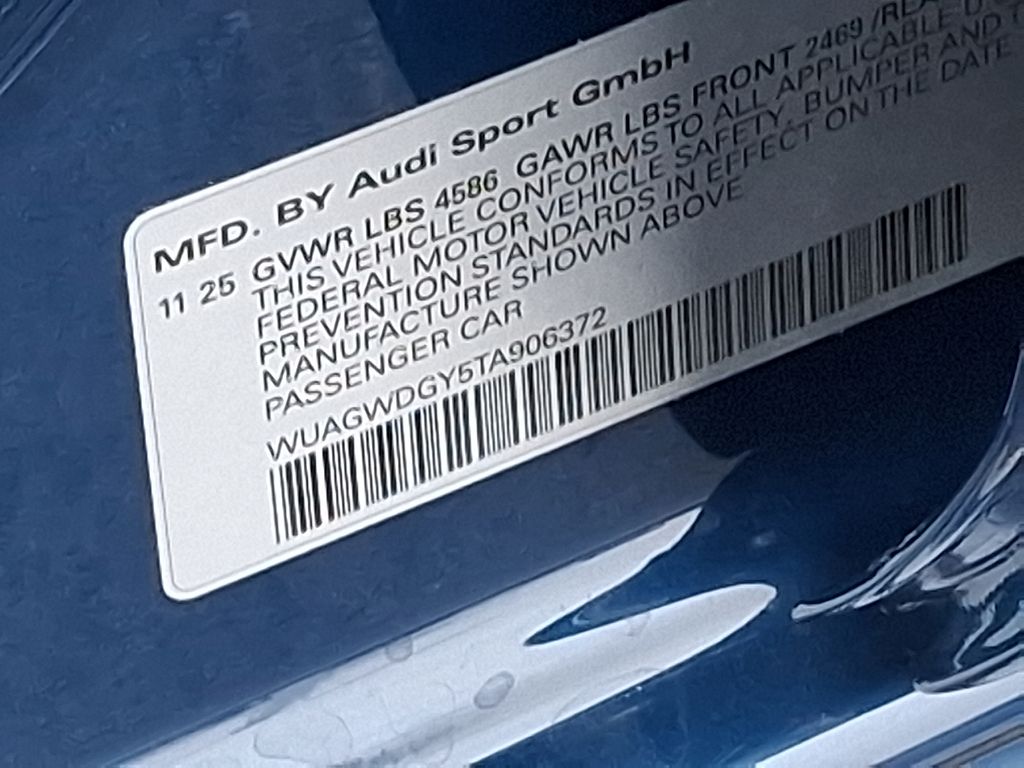 MFD. BY Audi Sport GmbH
11 25 GVWR LBS 4586 GAWR LBS FRONT 2469 /REA
THIS VEHICLE CONFORMS TO ALL APPLICABLE U.
FEDERAL MOTOR VEHICLE SAFETY, BUMPER AND
PREVENTION STANDARDS IN EFFECT ON THE DATE
MANUFACTURE SHOWN ABOVE
PASSENGER CAR
WUAGWDGY5TA906372